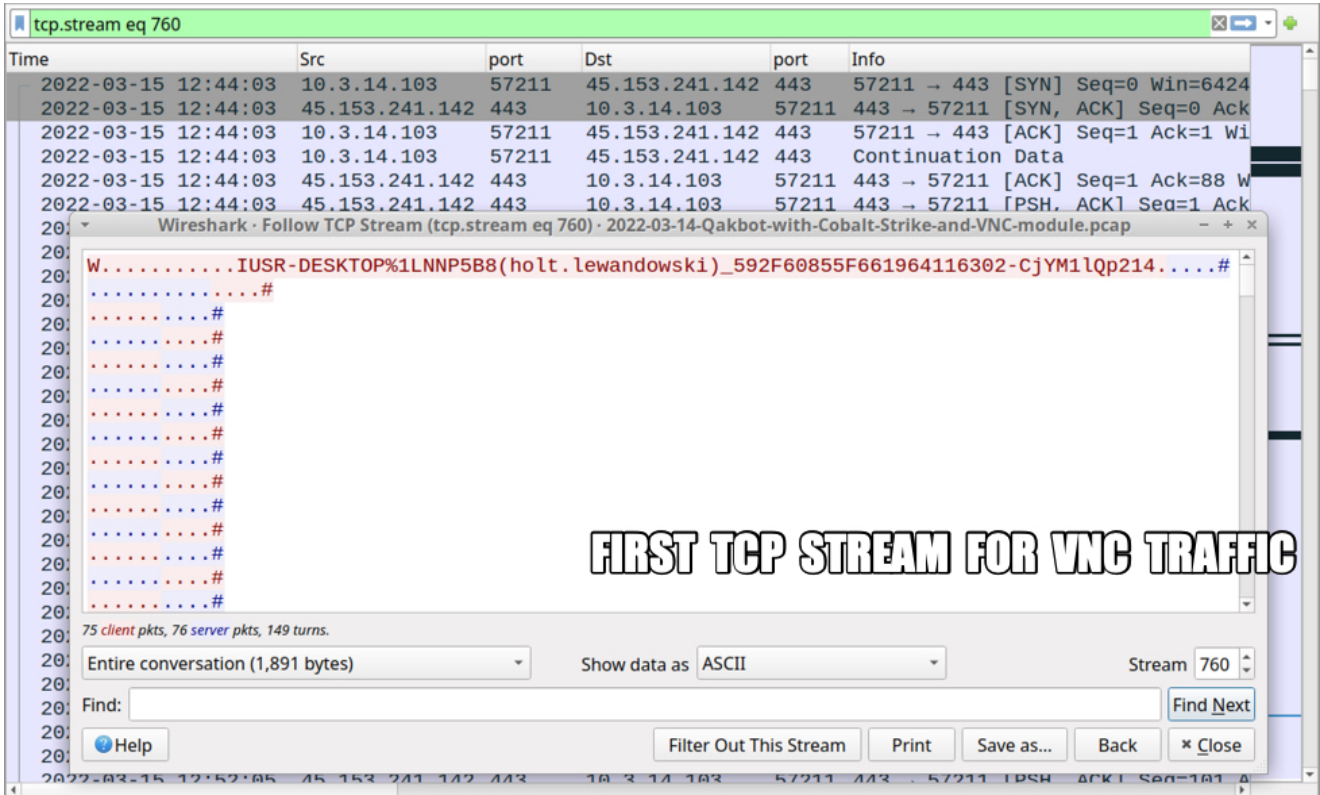 tcp.stream eq 760
Time Src port Dst port Info
2022-03-15 12:44:03 10.3.14.103 57211 45.153.241.142 443 57211 → 443 [SYN] Seq=0 Win=6424
2022-03-15 12:44:03 45.153.241.142 443 10.3.14.103 57211 443 → 57211 [SYN, ACK] Seq=0 Ack
2022-03-15 12:44:03 10.3.14.103 57211 45.153.241.142 443 57211 → 443 [ACK] Seq=1 Ack=1 Wi
2022-03-15 12:44:03 10.3.14.103 57211 45.153.241.142 443 Continuation Data
2022-03-15 12:44:03 45.153.241.142 443 10.3.14.103 57211 443 → 57211 [ACK] Seq=1 Ack=88 W
2022-03-15 12:44:03 45.153.241.142 443 10.3.14.103 57211 443 → 57211 [PSH, ACK] Seq=1 Ack
Wireshark · Follow TCP Stream (tcp.stream eq 760) · 2022-03-14-Qakbot-with-Cobalt-Strike-and-VNC-module.pcap
W...........IUSR-DESKTOP%1LNNP5B8(holt.lewandowski)_592F60855F661964116302-CjYM1lQp214.....#
..............#
..........#
..........#
..........#
..........#
..........#
..........#
..........#
..........#
..........#
..........#
..........#
..........#
..........#
FIRST TCP STREAM FOR VNC TRAFFIC
75 client pkts, 76 server pkts, 149 turns.
Entire conversation (1,891 bytes) Show data as ASCII Stream 760
Find: Find Next
Help Filter Out This Stream Print Save as... Back Close
2022-03-15 12:52:05 45.153.241.142 443 10.3.14.103 57211 443 → 57211 [PSH, ACK] Seq=101 A